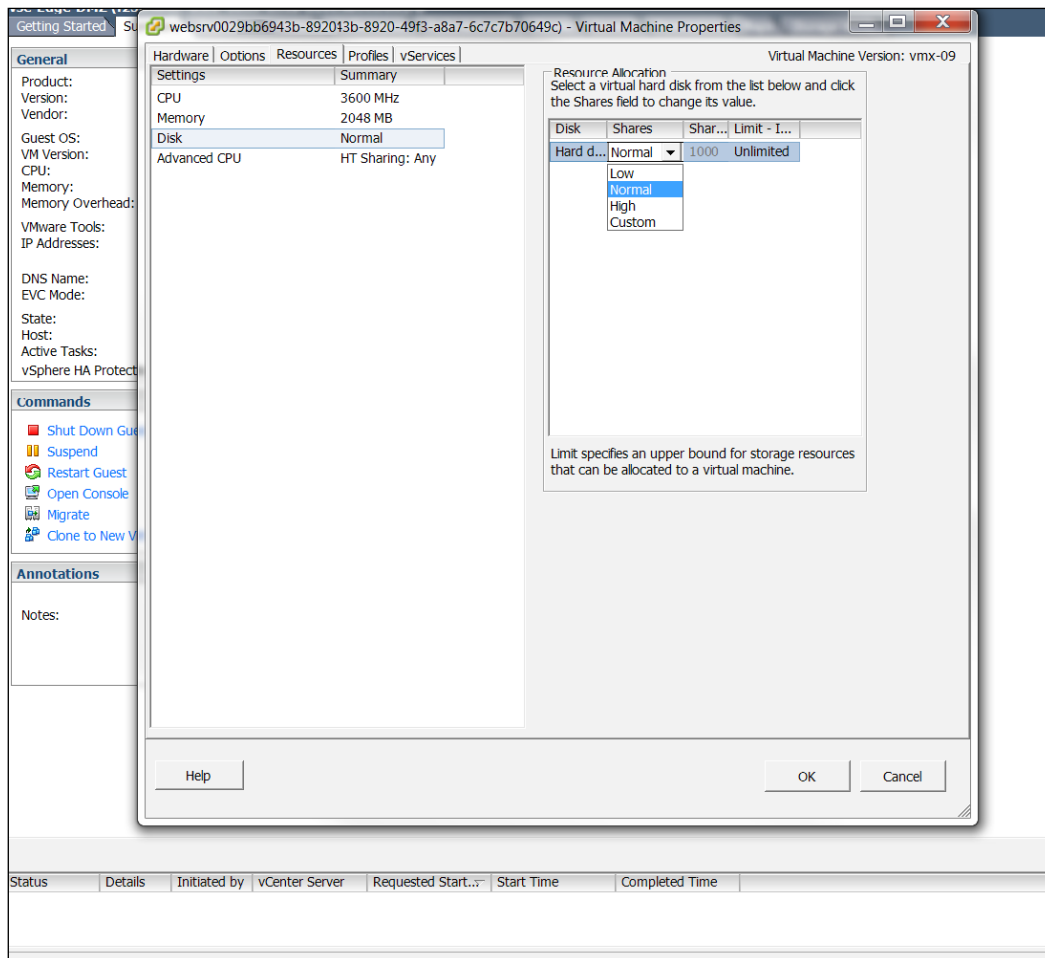 Getting Started
websrv0029bb6943b-892043b-8920-49f3-a8a7-6c7c7b70649c) - Virtual Machine Properties
Hardware Options Resources Profiles vServices
Virtual Machine Version: vmx-09
General
Product:
Version:
Vendor:
Guest OS:
VM Version:
CPU:
Memory:
Memory Overhead:
VMware Tools:
IP Addresses:
DNS Name:
EVC Mode:
State:
Host:
Active Tasks:
vSphere HA Protect
Commands
Shut Down Gue
Suspend
Restart Guest
Open Console
Migrate
Clone to New V
Annotations
Notes:
Settings Summary
CPU 3600 MHz
Memory 2048 MB
Disk Normal
Advanced CPU HT Sharing: Any
Resource Allocation
Select a virtual hard disk from the list below and click
the Shares field to change its value.
Disk Shares Shar... Limit - I...
Hard d... Normal 1000 Unlimited
Low
Normal
High
Custom
Limit specifies an upper bound for storage resources
that can be allocated to a virtual machine.
Help OK Cancel
Status Details Initiated by vCenter Server Requested Start... Start Time Completed Time